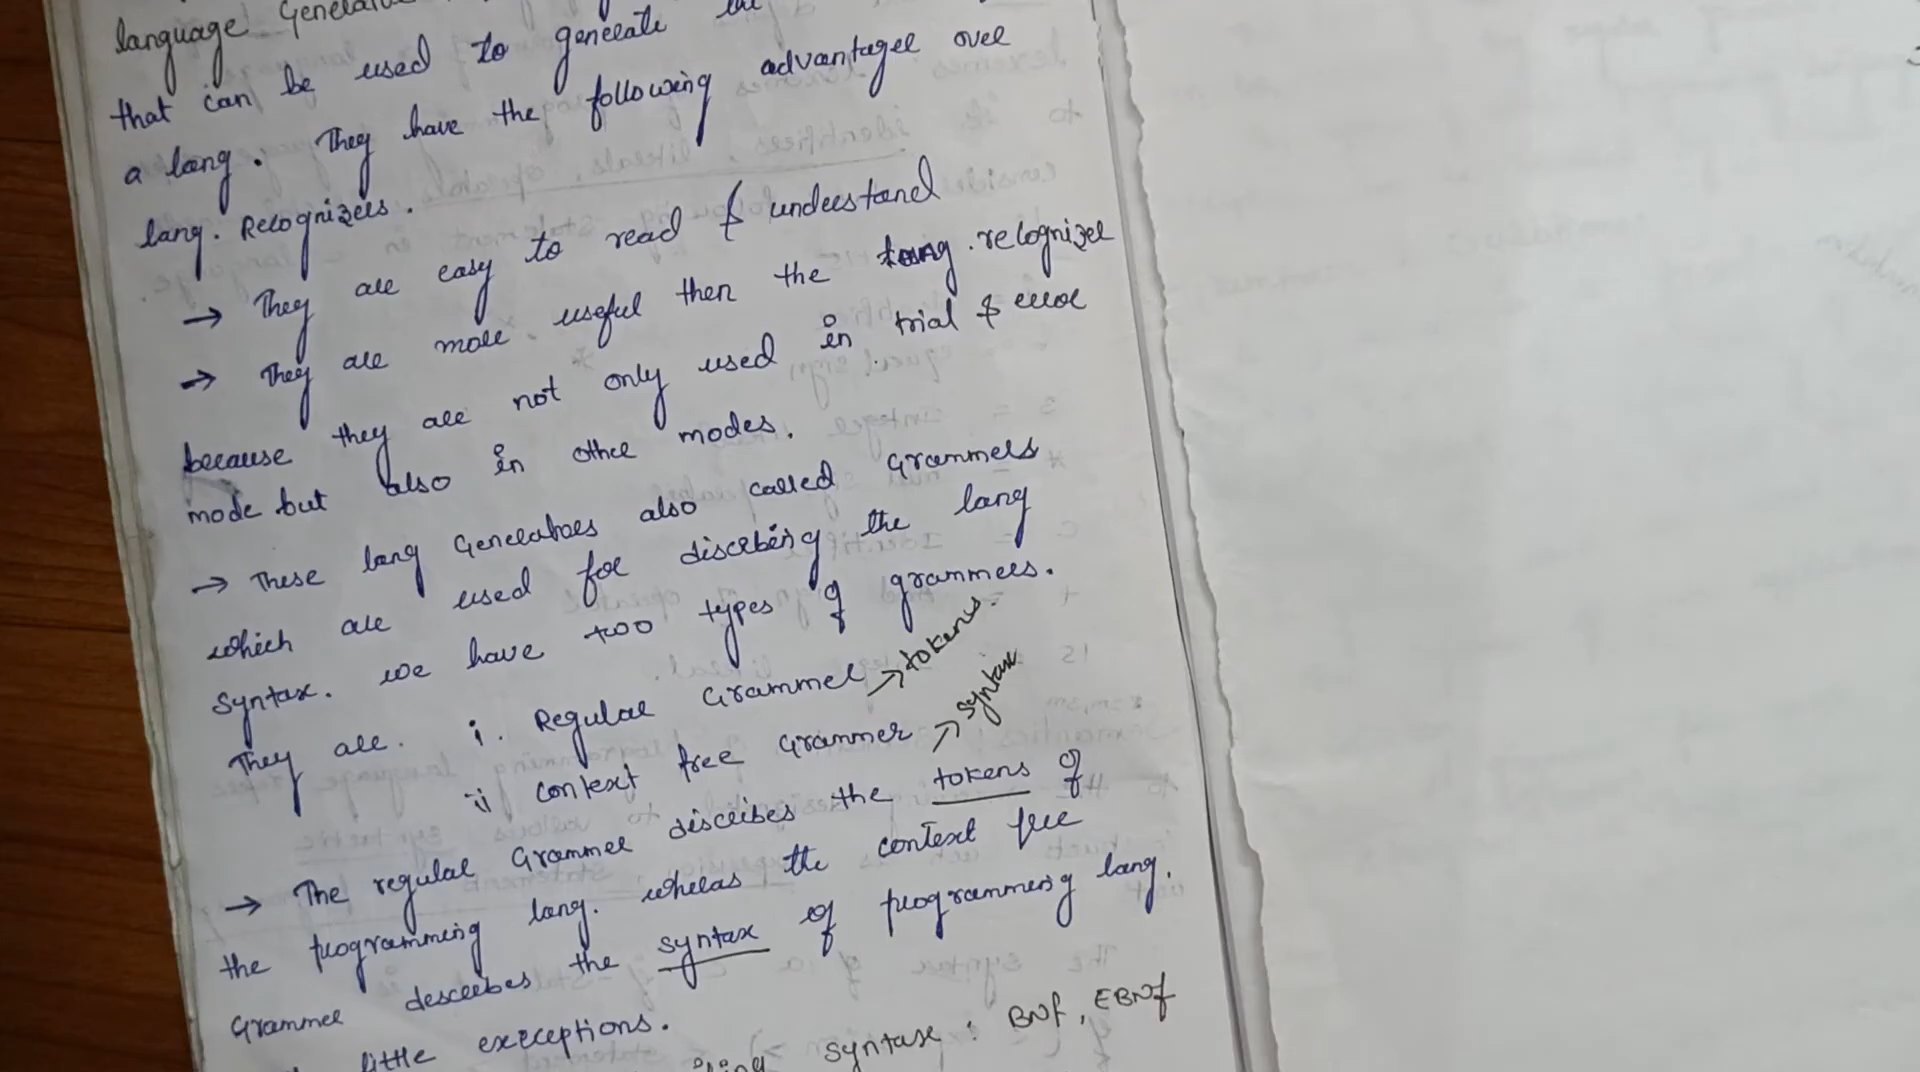 language Generator
that can be used to generate the
a lang. They have the following advantages over
lang. Recognizers.
→ They are easy to read & understand
→ They are more useful then the lang. recognizer
because they are not only used in trial & error
mode but also in other modes.
→ These lang Generators also called Grammers
which are used for discribing the lang
syntax. we have two types of grammers.
They are. i. Regular Grammer → tokens.
ii context free Grammer → syntax
→ The regular Grammer discribes the tokens of
the programming lang. wheras the context free
Grammer describes the syntax of programming lang.
little execeptions.
syntax : BNf, EBNf